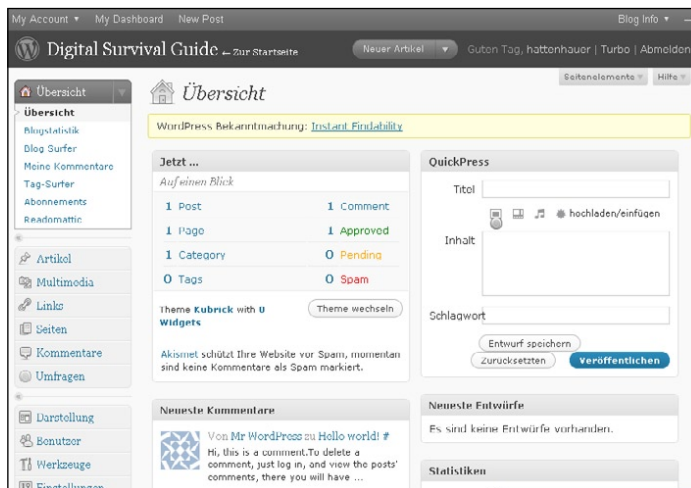 My Account ▾ My Dashboard New Post Blog Info ▾
Digital Survival Guide ← Zur Startseite Neuer Artikel ▾ Guten Tag, hattenhauer | Turbo | Abmelden
Seitenelemente ▾ Hilfe ▾
Übersicht
Übersicht
Blogstatistik
Blog Surfer
Meine Kommentare
Tag-Surfer
Abonnements
Readomattic
Artikel
Multimedia
Links
Seiten
Kommentare
Umfragen
Darstellung
Benutzer
Werkzeuge
Einstellungen
Übersicht
WordPress Bekanntmachung: Instant Findability
Jetzt ...
Auf einen Blick
1 Post 1 Comment
1 Page 1 Approved
1 Category 0 Pending
0 Tags 0 Spam
Theme Kubrick with 0
Widgets
Theme wechseln
Akismet schützt Ihre Website vor Spam, momentan
sind keine Kommentare als Spam markiert.
Neueste Kommentare
Von Mr WordPress zu Hello world! #
Hi, this is a comment.To delete a
comment, just log in, and view the posts'
comments, there you will have ...
QuickPress
Titel
hochladen/einfügen
Inhalt
Schlagwort
Entwurf speichern
Zurücksetzten Veröffentlichen
Neueste Entwürfe
Es sind keine Entwürfe vorhanden.
Statistiken